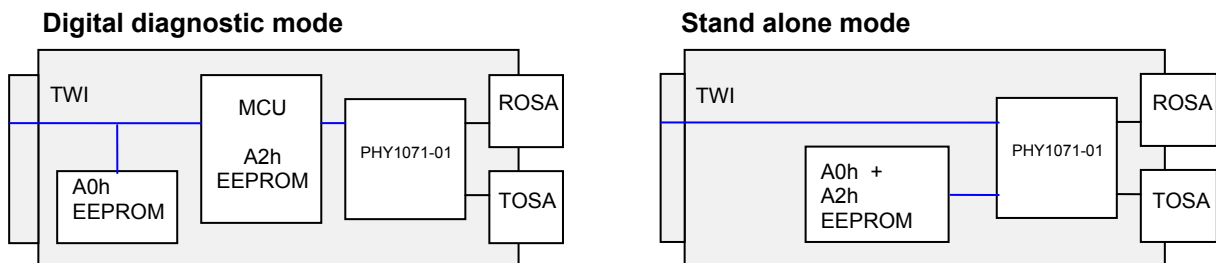 Digital diagnostic mode
TWI
MCU
A2h
EEPROM
A0h
EEPROM
PHY1071-01
ROSA
TOSA
Stand alone mode
TWI
A0h +
A2h
EEPROM
PHY1071-01
ROSA
TOSA